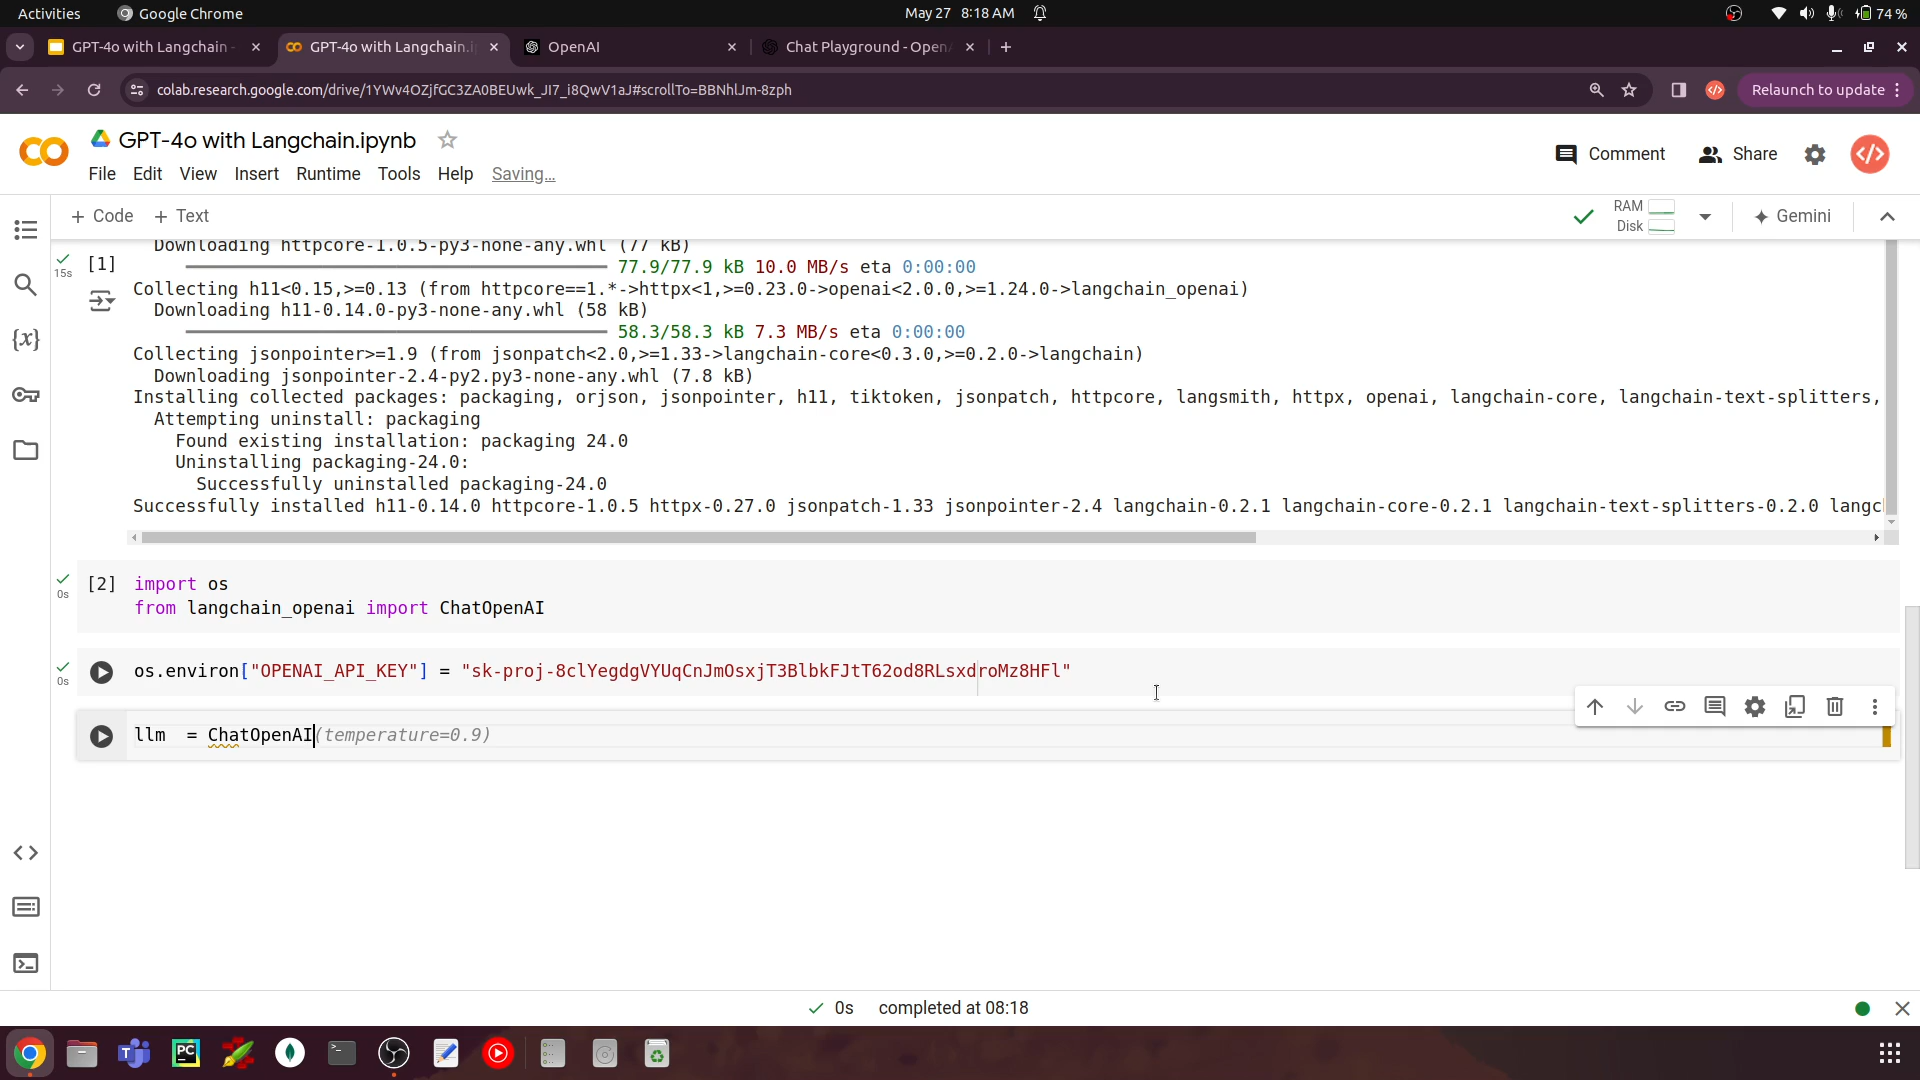 Activities Google Chrome May 27 8:18 AM 74 %
GPT-4o with Langchain - GPT-4o with Langchain.i OpenAI Chat Playground - Open
colab.research.google.com/drive/1YWv4OZjfGC3ZA0BEUwk_JI7_i8QwV1aJ#scrollTo=BBNhlJm-8zph Relaunch to update
GPT-4o with Langchain.ipynb
Comment Share
File Edit View Insert Runtime Tools Help Saving...
+ Code + Text RAM Disk Gemini
Downloading httpcore-1.0.5-py3-none-any.whl (77 kB)
15s [1] 77.9/77.9 kB 10.0 MB/s eta 0:00:00
Collecting h11<0.15,>=0.13 (from httpcore==1.*->httpx<1,>=0.23.0->openai<2.0.0,>=1.24.0->langchain_openai)
Downloading h11-0.14.0-py3-none-any.whl (58 kB)
58.3/58.3 kB 7.3 MB/s eta 0:00:00
Collecting jsonpointer>=1.9 (from jsonpatch<2.0,>=1.33->langchain-core<0.3.0,>=0.2.0->langchain)
Downloading jsonpointer-2.4-py2.py3-none-any.whl (7.8 kB)
Installing collected packages: packaging, orjson, jsonpointer, h11, tiktoken, jsonpatch, httpcore, langsmith, httpx, openai, langchain-core, langchain-text-splitters,
Attempting uninstall: packaging
Found existing installation: packaging 24.0
Uninstalling packaging-24.0:
Successfully uninstalled packaging-24.0
Successfully installed h11-0.14.0 httpcore-1.0.5 httpx-0.27.0 jsonpatch-1.33 jsonpointer-2.4 langchain-0.2.1 langchain-core-0.2.1 langchain-text-splitters-0.2.0 langc
0s [2] import os
from langchain_openai import ChatOpenAI
0s os.environ["OPENAI_API_KEY"] = "sk-proj-8clYegdgVYUqCnJmOsxjT3BlbkFJtT62od8RLsxdroMz8HFl"
llm = ChatOpenAI(temperature=0.9)
0s completed at 08:18